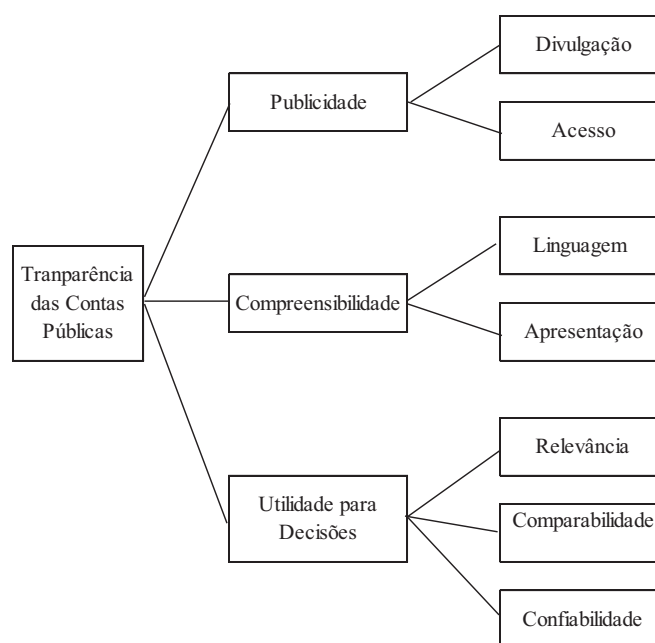 Tranparência
das Contas
Públicas
Publicidade
Divulgação
Acesso
Compreensibilidade
Linguagem
Apresentação
Utilidade para
Decisões
Relevância
Comparabilidade
Confiabilidade